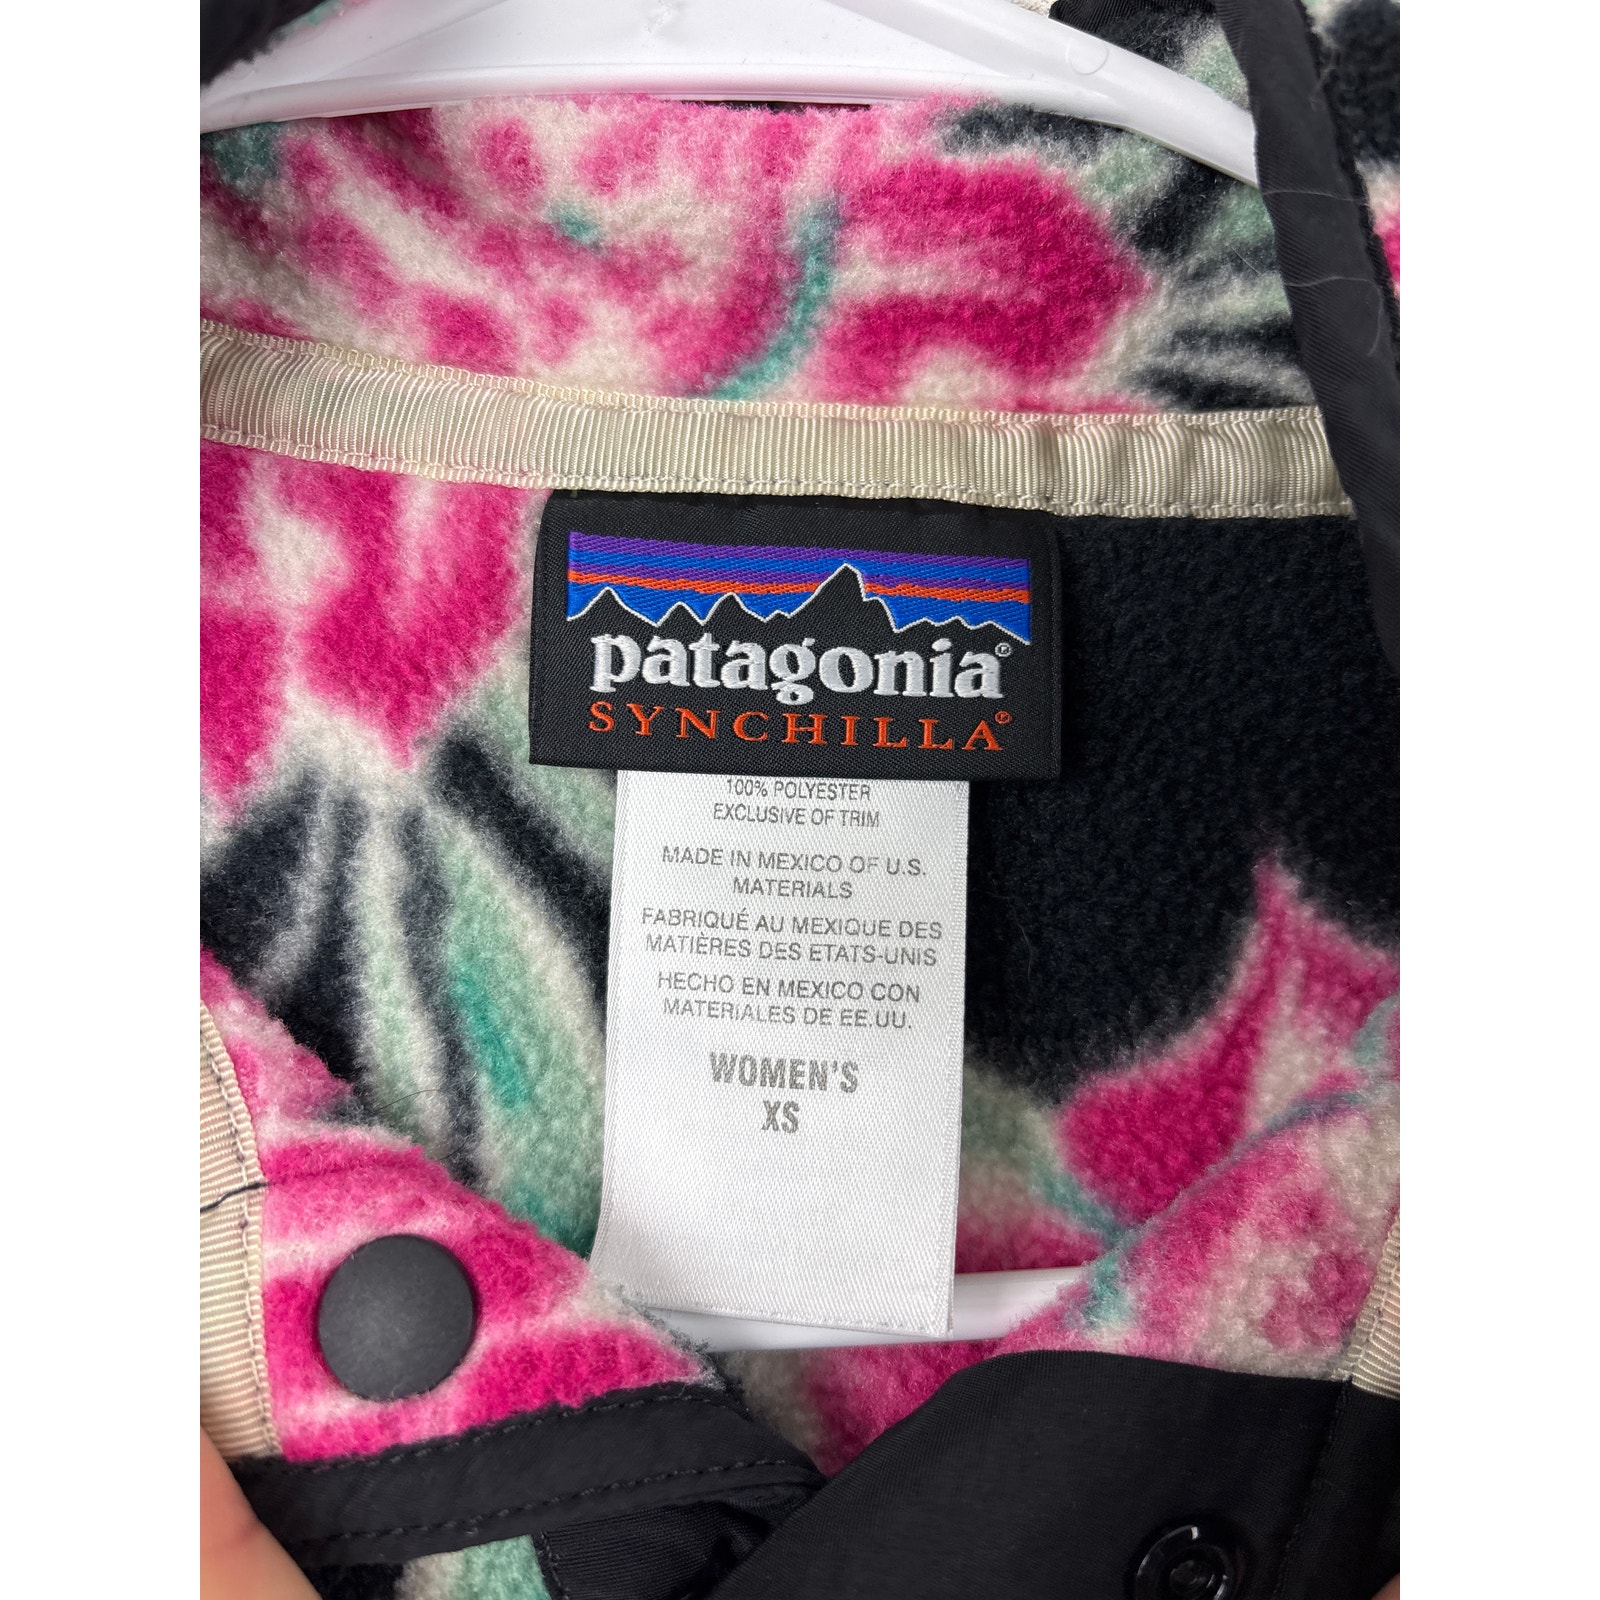 patagonia®
SYNCHILLA®
100% POLYESTER
EXCLUSIVE OF TRIM
MADE IN MEXICO OF U.S.
MATERIALS
FABRIQUÉ AU MEXIQUE DES
MATIÈRES DES ETATS-UNIS
HECHO EN MEXICO CON
MATERIALES DE EE.UU.
WOMEN'S
XS